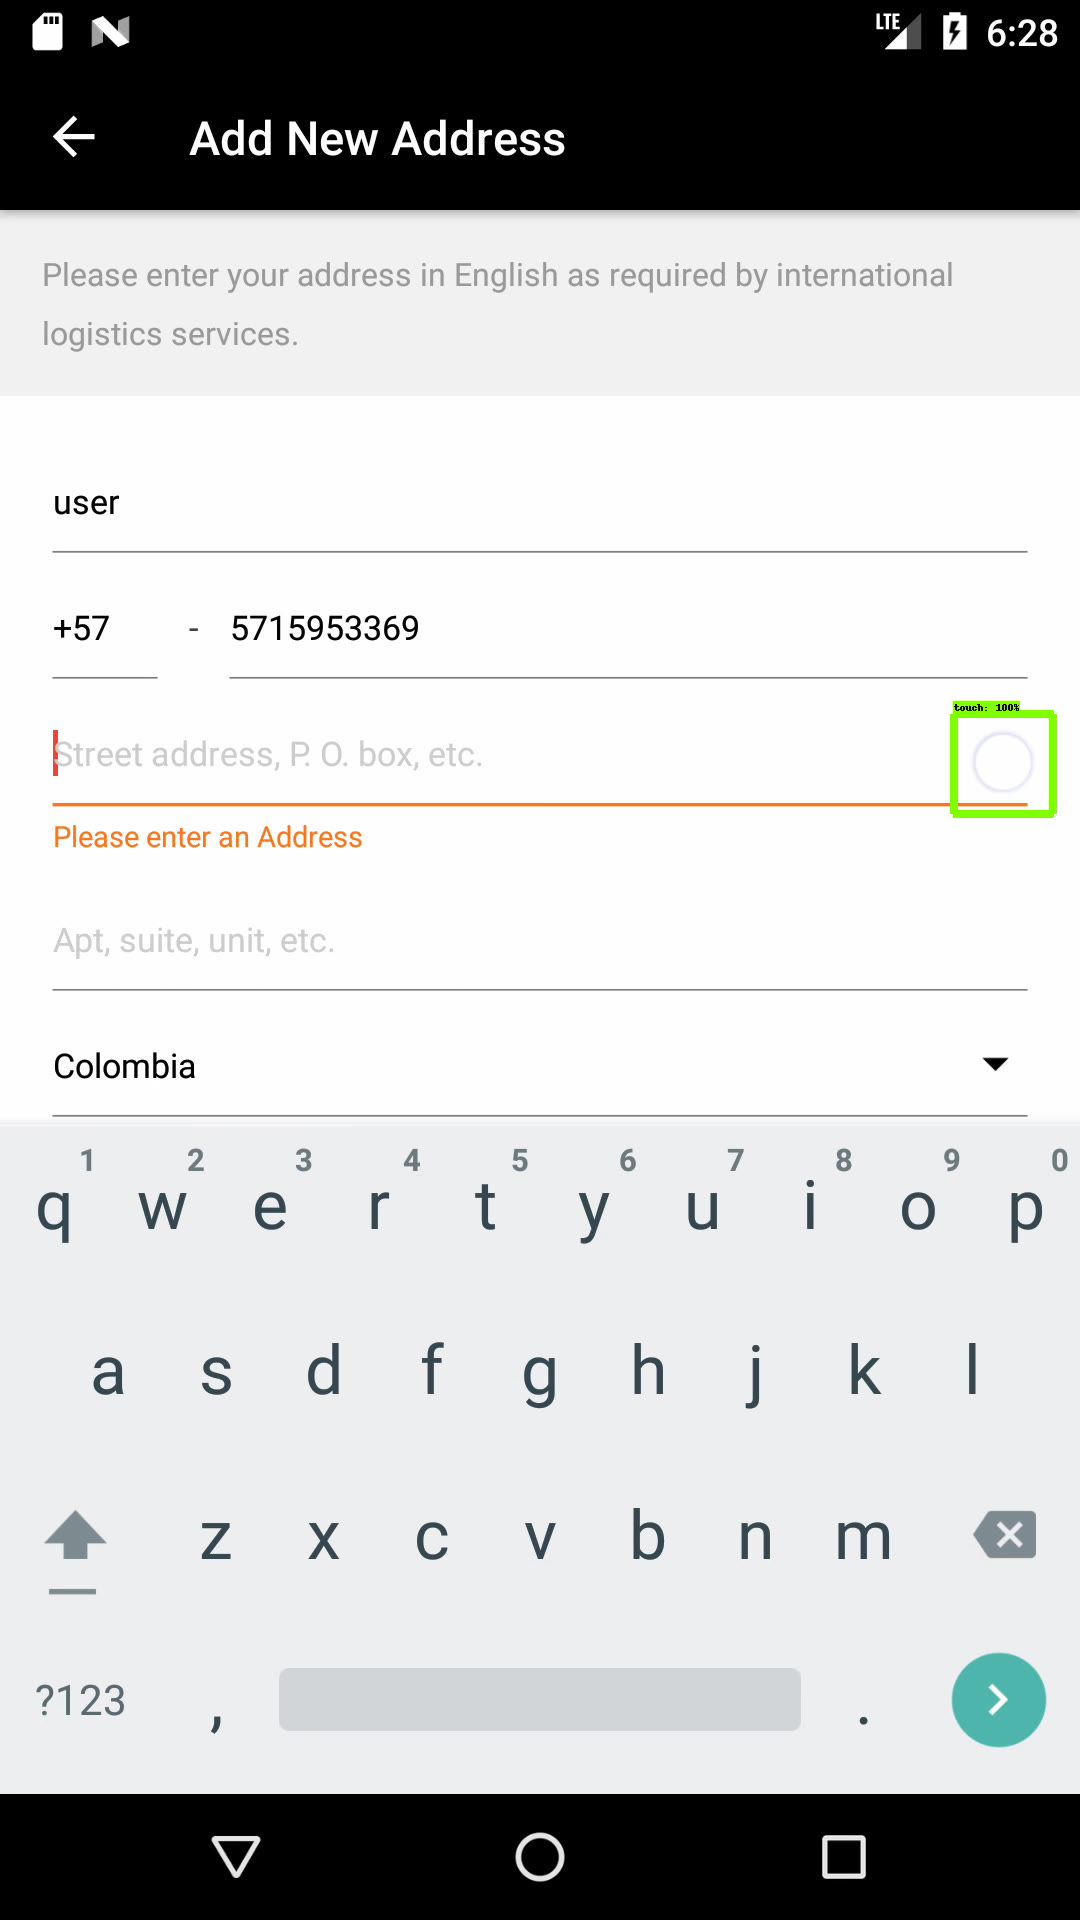 LTE 6:28
Add New Address
Please enter your address in English as required by international
logistics services.
user
+57 - 5715953369
touch: 100%
Street address, P. O. box, etc.
Please enter an Address
Apt, suite, unit, etc.
Colombia
1 2 3 4 5 6 7 8 9 0
q w e r t y u i o p
a s d f g h j k l
z x c v b n m
?123 , .